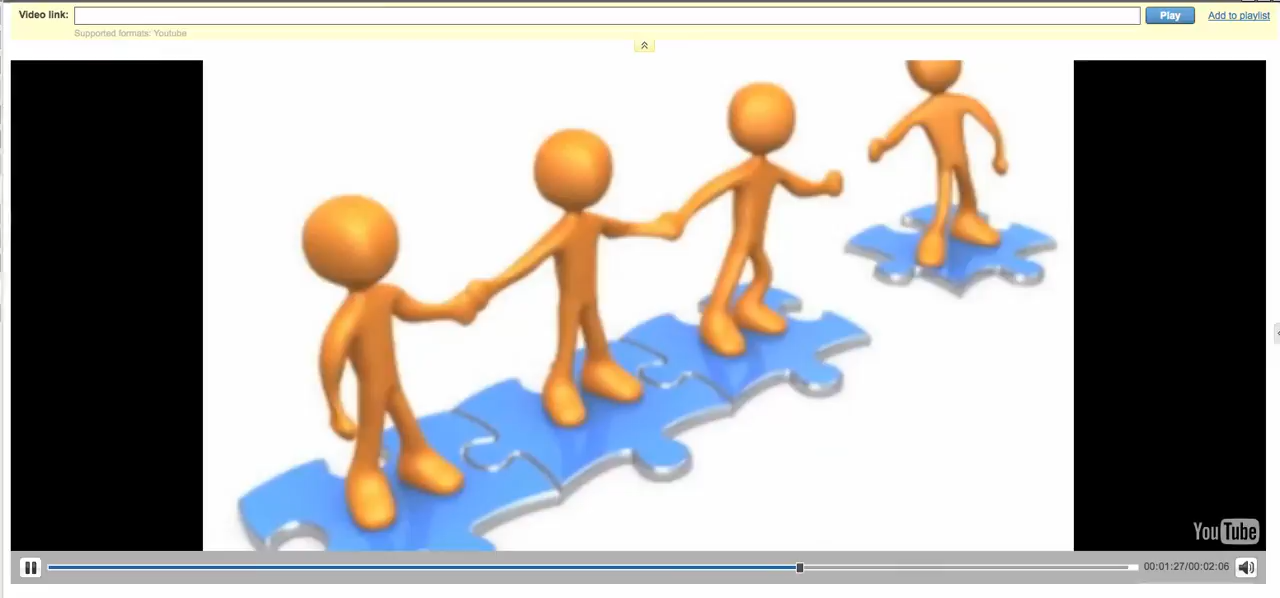 Video link:
Play
Add to playlist
Supported formats: Youtube
YouTube
00:01:27/00:02:06